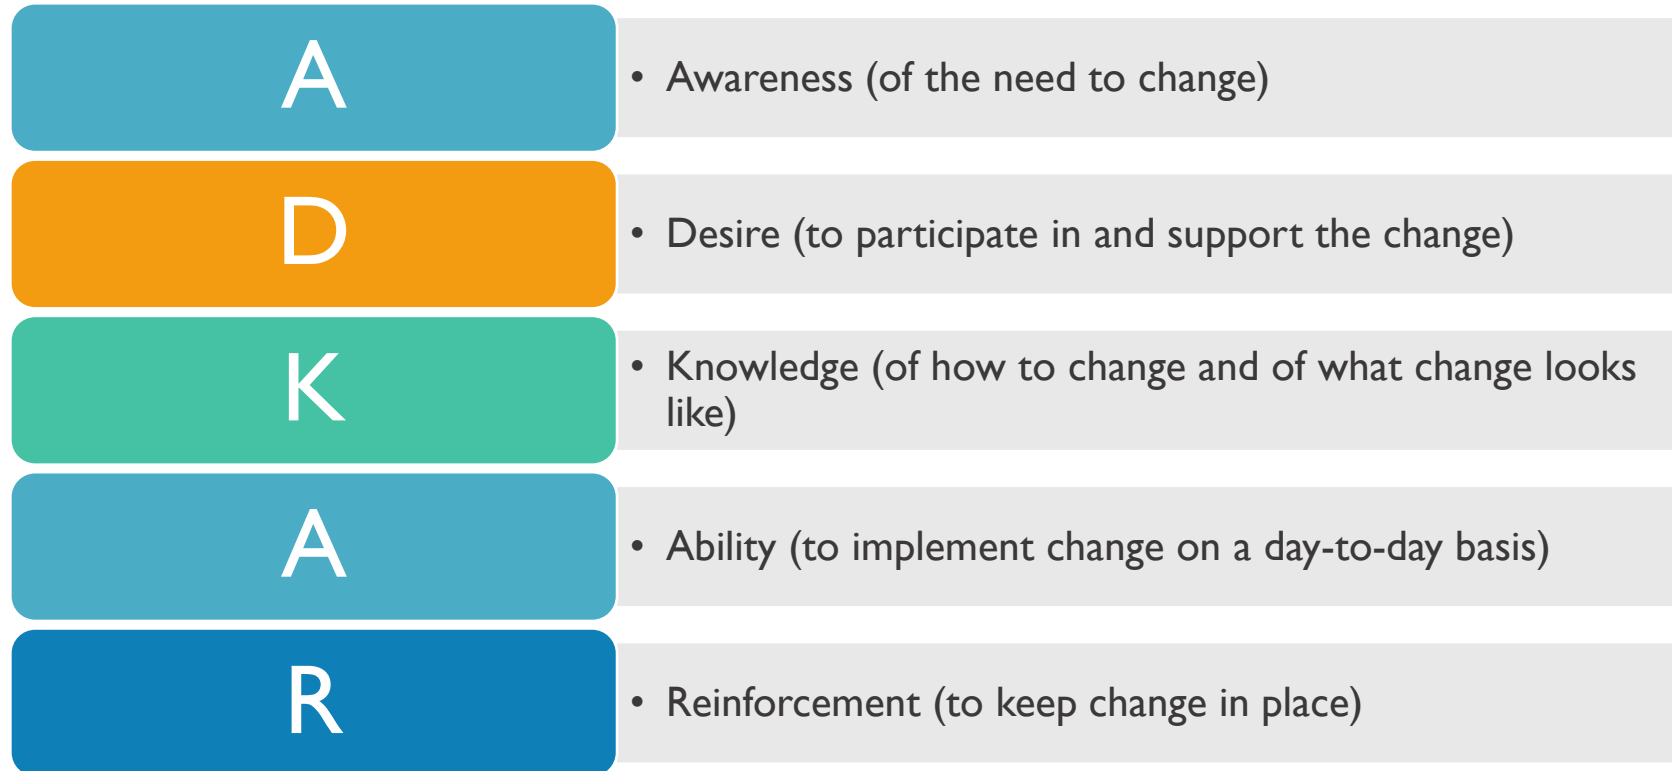 A
• Awareness (of the need to change)
D
• Desire (to participate in and support the change)
K
• Knowledge (of how to change and of what change looks
like)
A
• Ability (to implement change on a day-to-day basis)
R
• Reinforcement (to keep change in place)